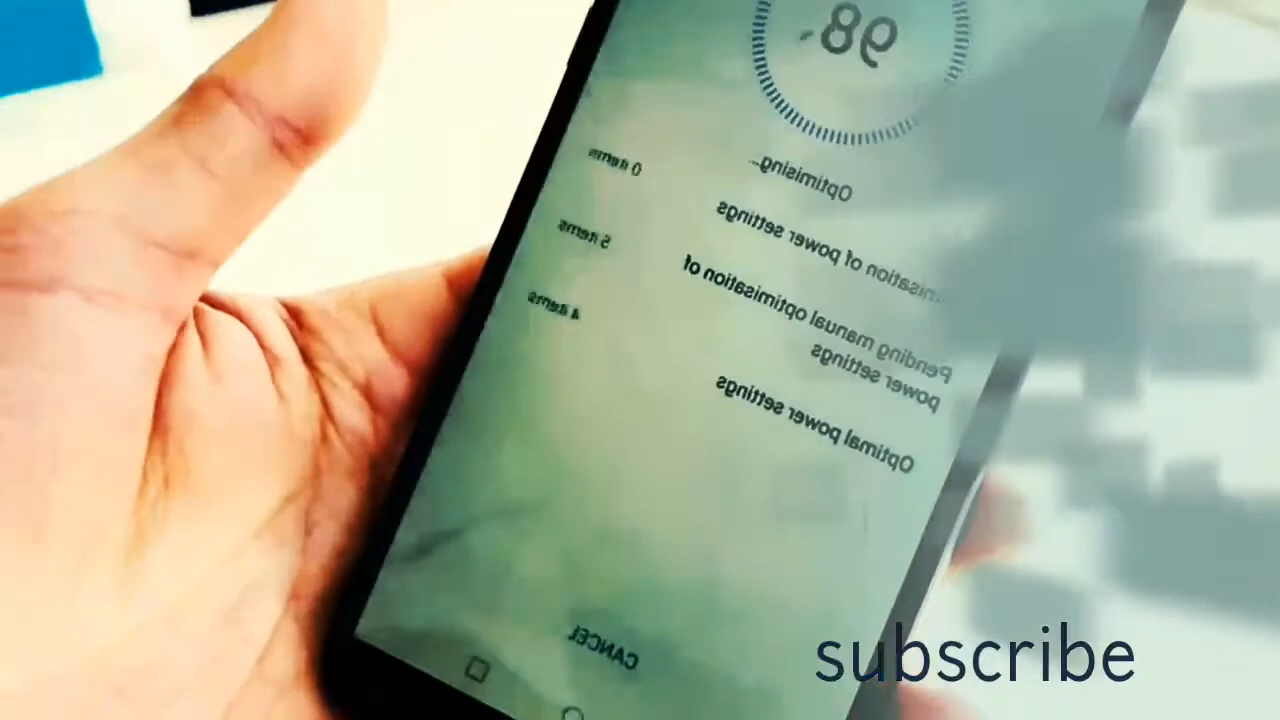 98
Optimising...
isation of power settings
0 items
Pending manual optimisation of
power settings
5 items
Optimal power settings
4 items
CANCEL
subscribe